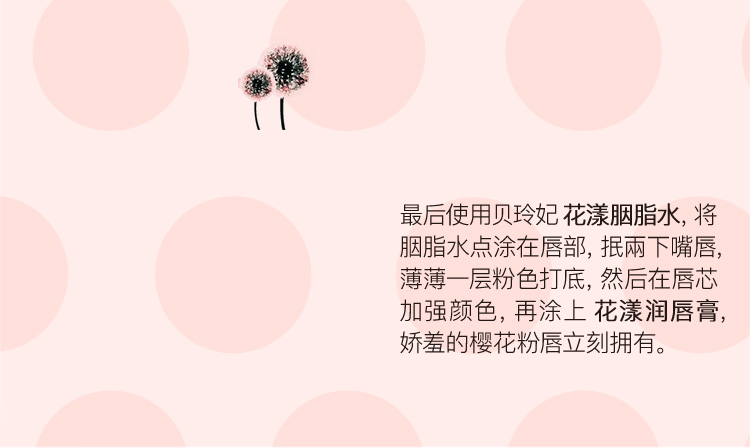 最后使用贝玲妃 花漾胭脂水, 将
胭脂水点涂在唇部, 抿兩下嘴唇,
薄薄一层粉色打底, 然后在唇芯
加强颜色, 再涂上 花漾润唇膏,
娇羞的樱花粉唇立刻拥有。